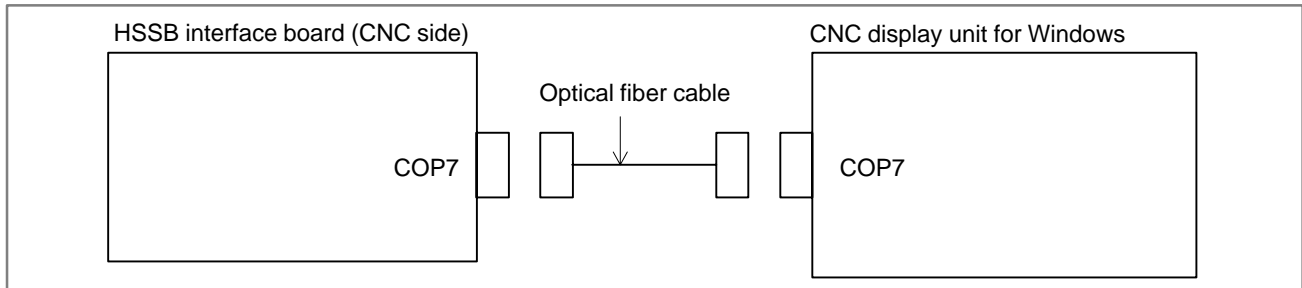 HSSB interface board (CNC side)
CNC display unit for Windows
Optical fiber cable
COP7
COP7